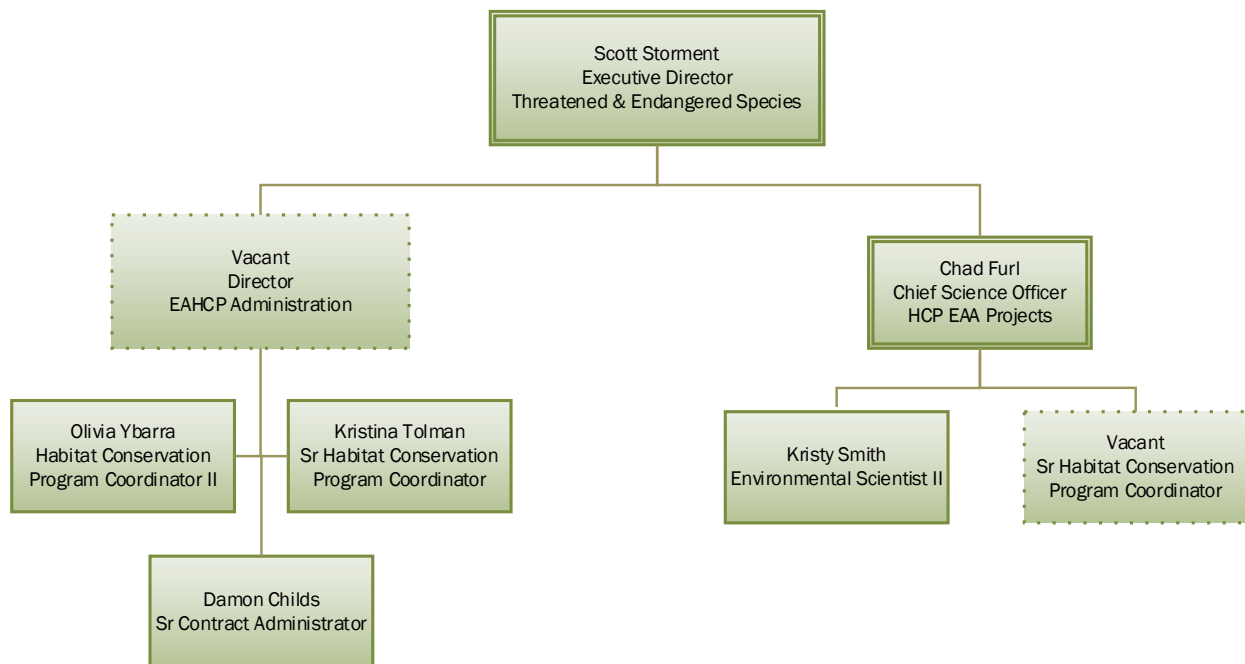 Scott Storment
Executive Director
Threatened & Endangered Species
Vacant
Director
EAHCP Administration
Chad Furl
Chief Science Officer
HCP EAA Projects
Olivia Ybarra
Habitat Conservation
Program Coordinator II
Kristina Tolman
Sr Habitat Conservation
Program Coordinator
Kristy Smith
Environmental Scientist II
Vacant
Sr Habitat Conservation
Program Coordinator
Damon Childs
Sr Contract Administrator